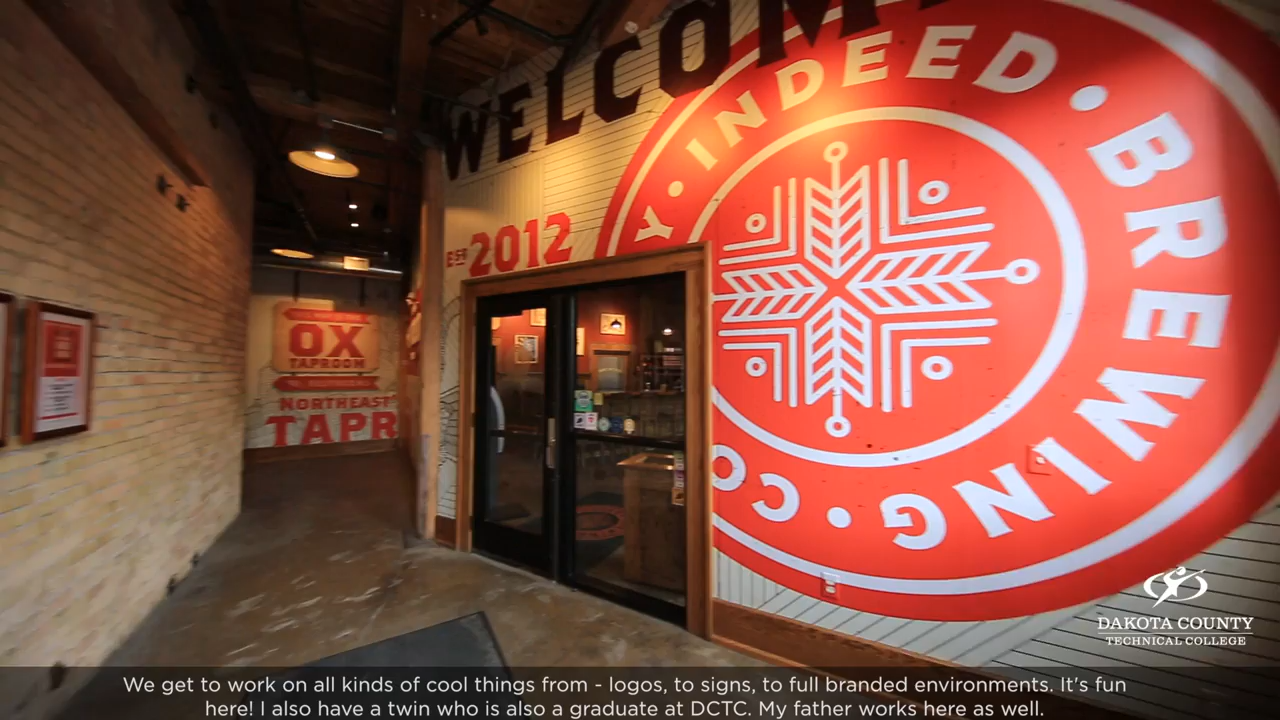 WELCOME
INDEED · BREWING · CO
Y
ESD 2012
OX
TAPROOM
NORTHEAST'
TAPR
DAKOTA COUNTY
TECHNICAL COLLEGE
We get to work on all kinds of cool things from - logos, to signs, to full branded environments. It's fun
here! I also have a twin who is also a graduate at DCTC. My father works here as well.